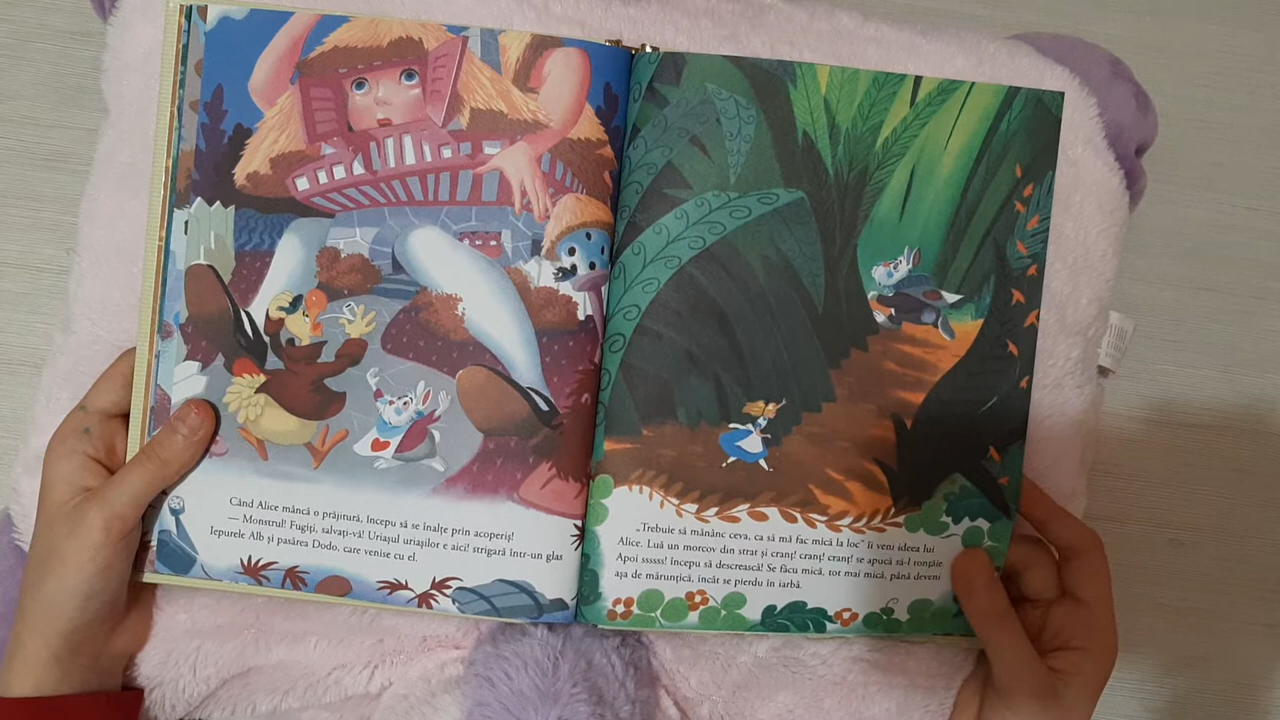 Când Alice mâncă o prăjitură, începu să se înalțe prin acoperiș!
— Monstrul! Fugiți, salvați-vă! Uriașul uriașilor e aici! strigară într-un glas
Iepurele Alb și pasărea Dodo, care venise cu el.
„Trebuie să mănânc ceva, ca să mă fac mică la loc” îi veni ideea lui
Alice. Luă un morcov din strat și cranț! cranț! cranț! se apucă să-l ronțăie
Apoi ssssss! începu să descrească! Se făcu mică, tot mai mică, până deveni
așa de mărunțică, încât se pierdu în iarbă.